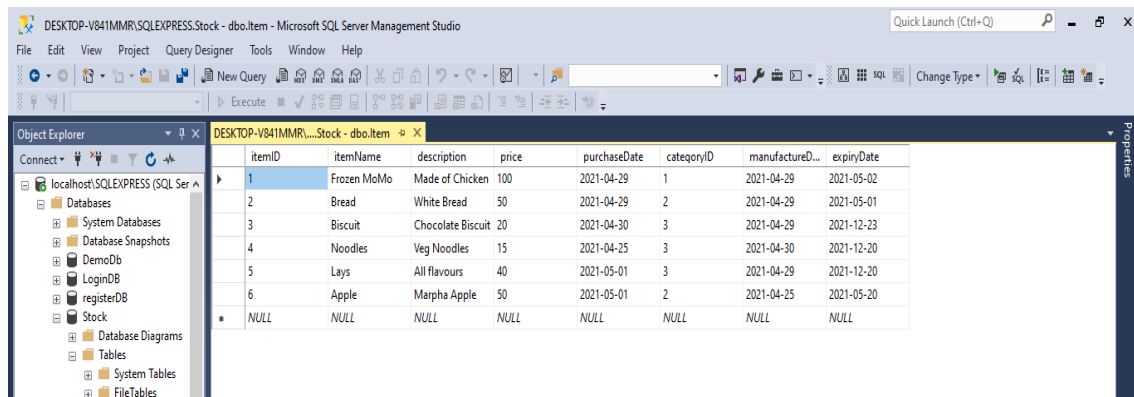 DESKTOP-V841MMR\SQLEXPRESS.Stock - dbo.Item - Microsoft SQL Server Management Studio
Quick Launch (Ctrl+Q)
File Edit View Project Query Designer Tools Window Help
New Query MDX DMX XMLA DAX SQL Change Type
Execute
Object Explorer
DESKTOP-V841MMR\....Stock - dbo.Item
Properties
Connect
localhost\SQLEXPRESS (SQL Ser
Databases
System Databases
Database Snapshots
DemoDb
LoginDB
registerDB
Stock
Database Diagrams
Tables
System Tables
FileTables
itemID itemName description price purchaseDate categoryID manufactureD... expiryDate
1 Frozen MoMo Made of Chicken 100 2021-04-29 1 2021-04-29 2021-05-02
2 Bread White Bread 50 2021-04-29 2 2021-04-29 2021-05-01
3 Biscuit Chocolate Biscuit 20 2021-04-30 3 2021-04-29 2021-12-23
4 Noodles Veg Noodles 15 2021-04-25 3 2021-04-30 2021-12-20
5 Lays All flavours 40 2021-05-01 3 2021-04-29 2021-12-20
6 Apple Marpha Apple 50 2021-05-01 2 2021-04-25 2021-05-20
NULL NULL NULL NULL NULL NULL NULL NULL